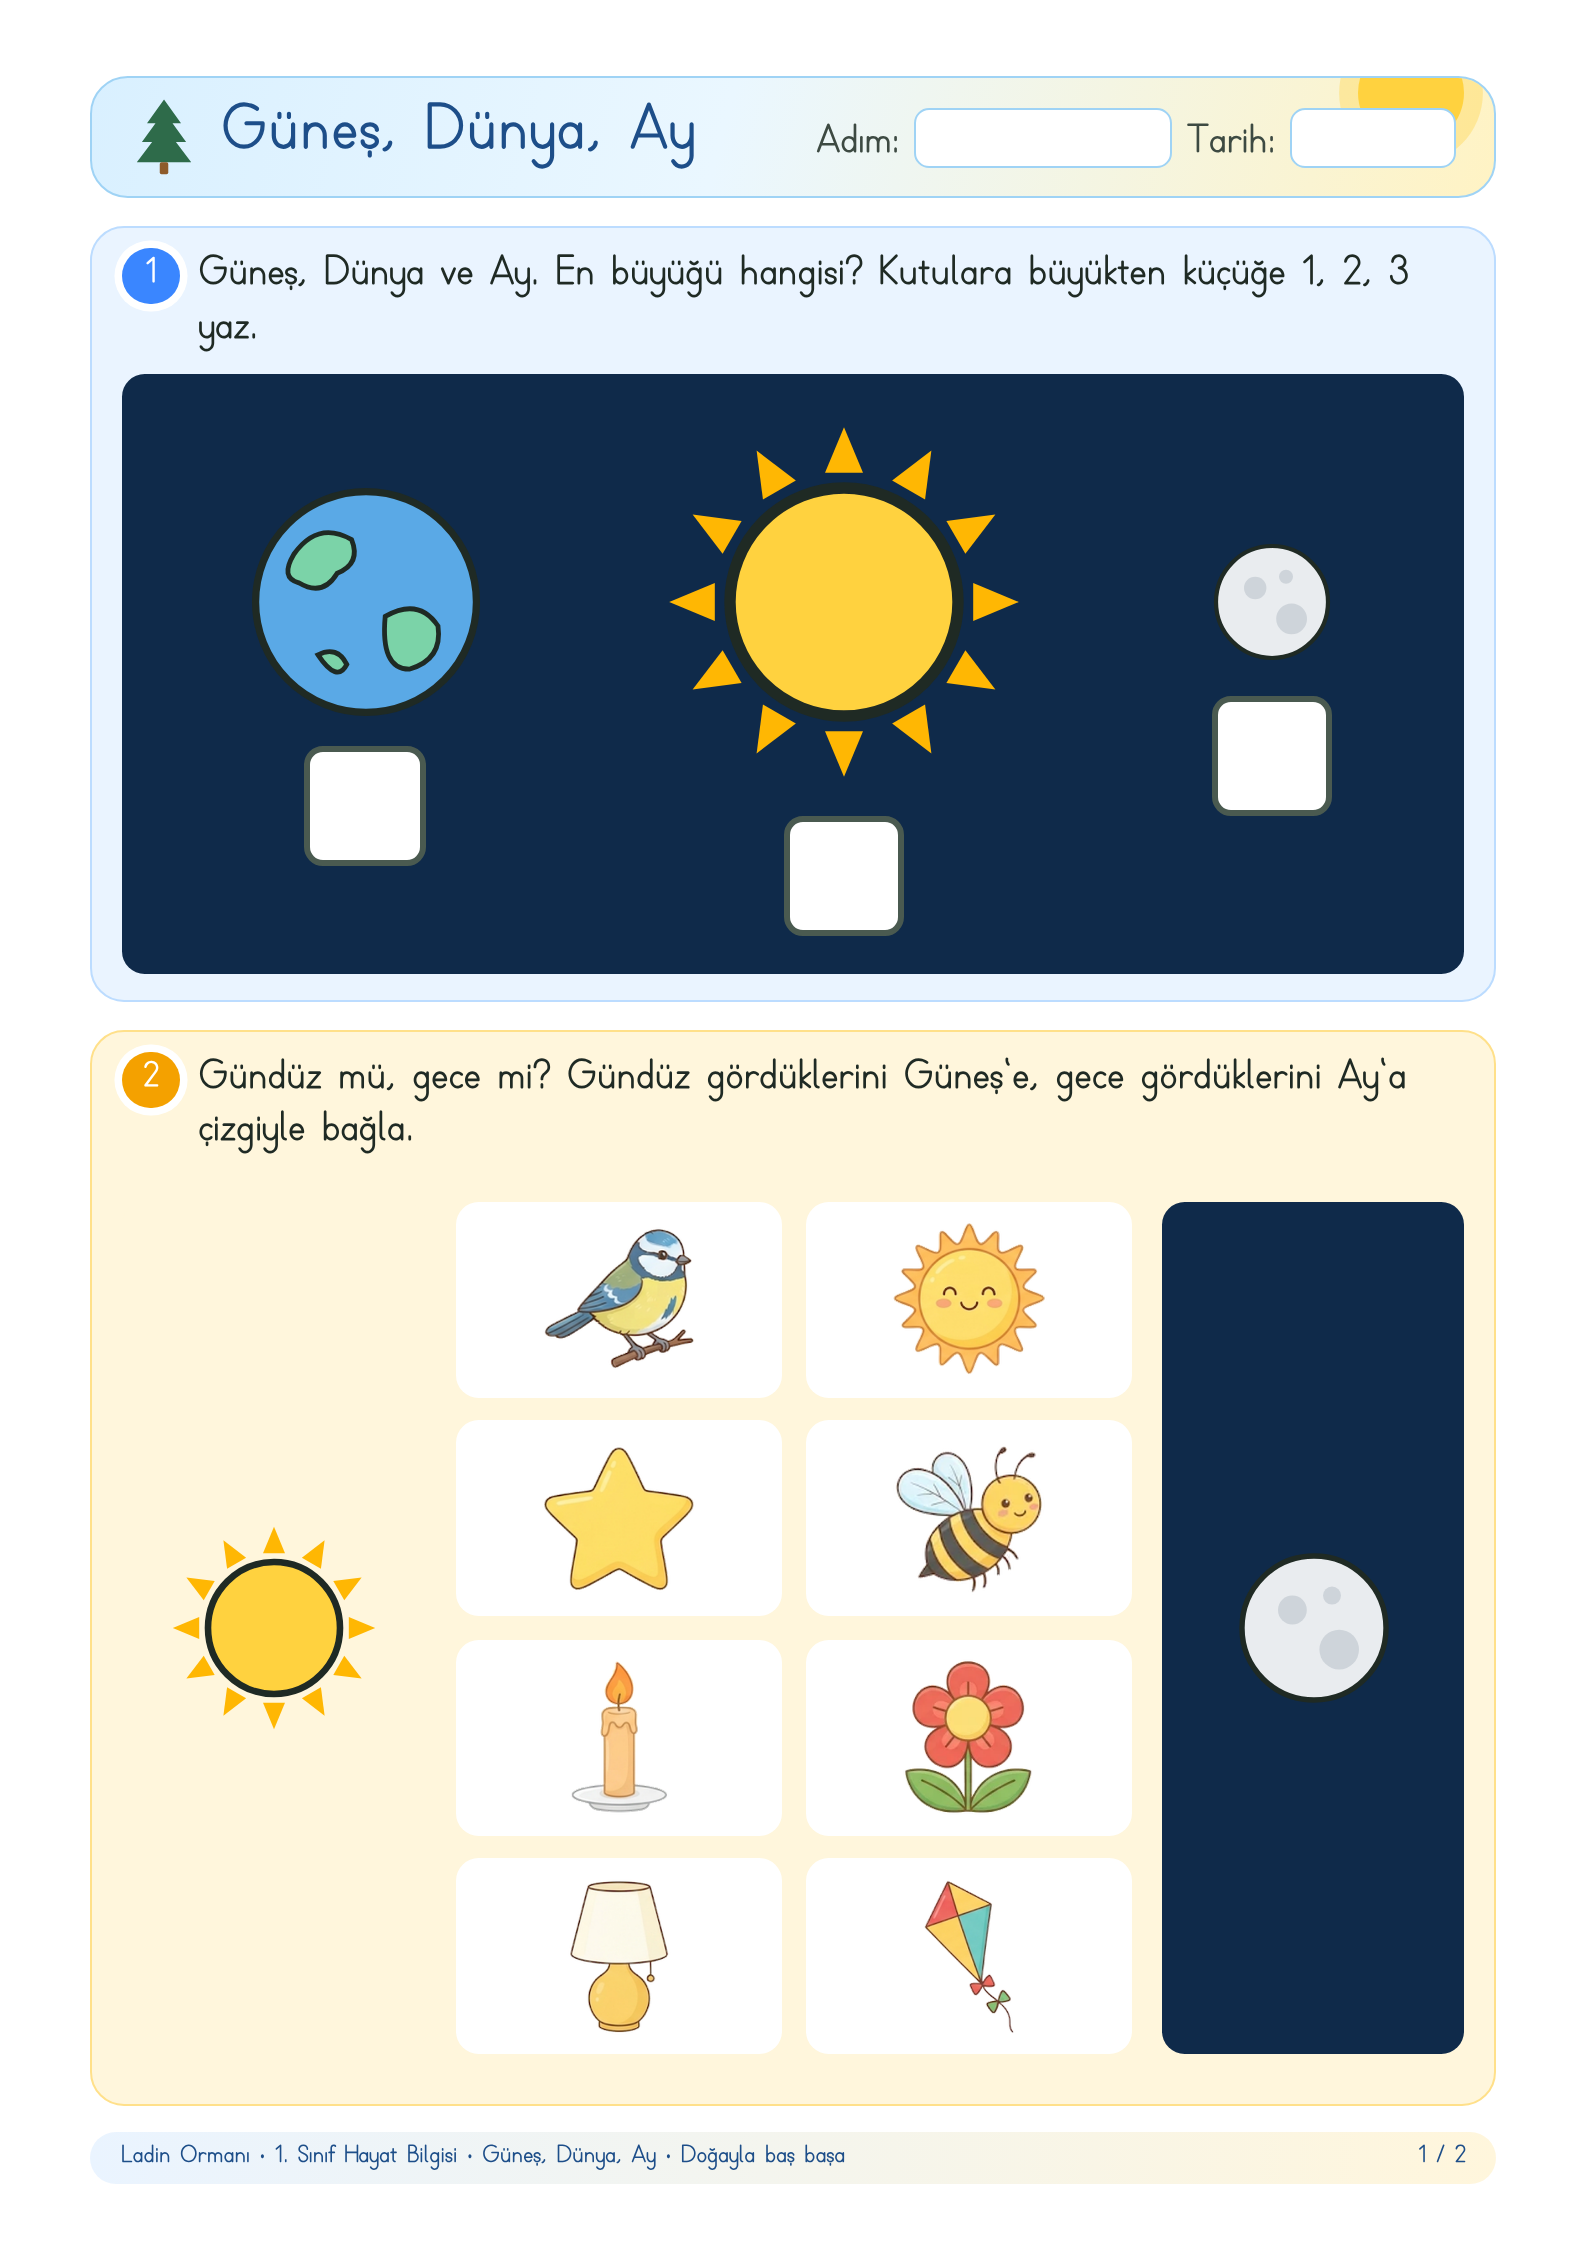 Güneş, Dünya, Ay
Adım:
Tarih:
1
Güneş, Dünya ve Ay. En büyüğü hangisi? Kutulara büyükten küçüğe 1, 2, 3
yaz.
2
Gündüz mü, gece mi? Gündüz gördüklerini Güneş‘e, gece gördüklerini Ay‘a
çizgiyle bağla.
Ladin Ormanı • 1. Sınıf Hayat Bilgisi • Güneş, Dünya, Ay • Doğayla baş başa
1 / 2